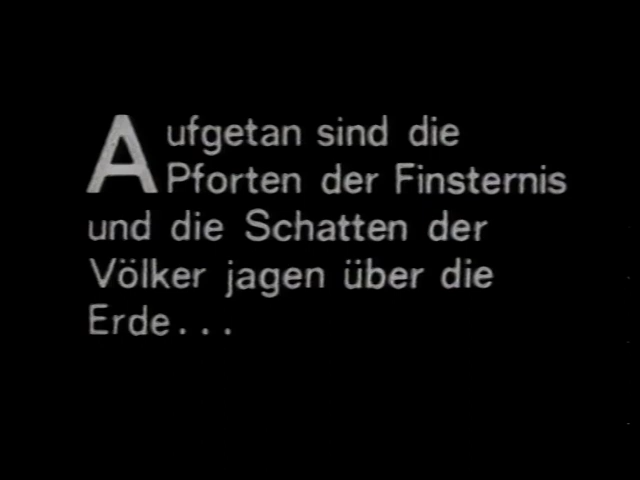 Aufgetan sind die
Pforten der Finsternis
und die Schatten der
Völker jagen über die
Erde...